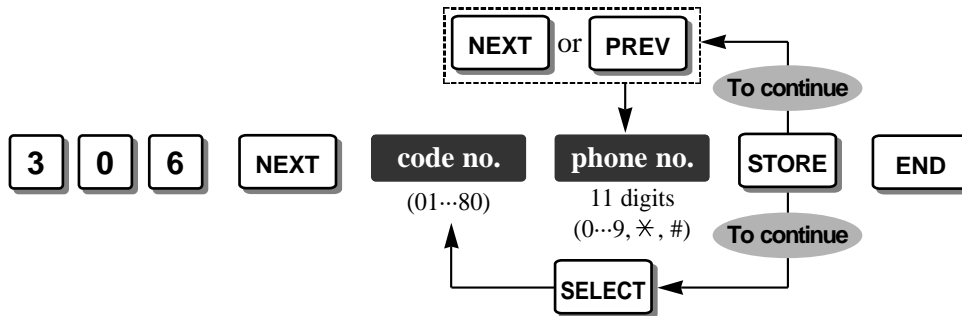 NEXT or PREV
To continue
3 0 6 NEXT code no. phone no. STORE END
(01···80) 11 digits
(0···9, ✳, #)
To continue
SELECT